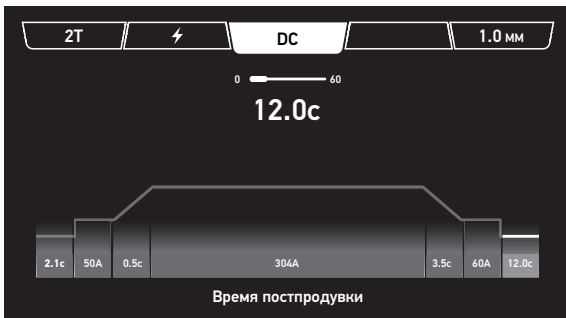 2T DC 1.0 мм
0 60
12.0с
2.1с 50А 0.5с 304А 3.5с 60А 12.0с
Время постпродувки